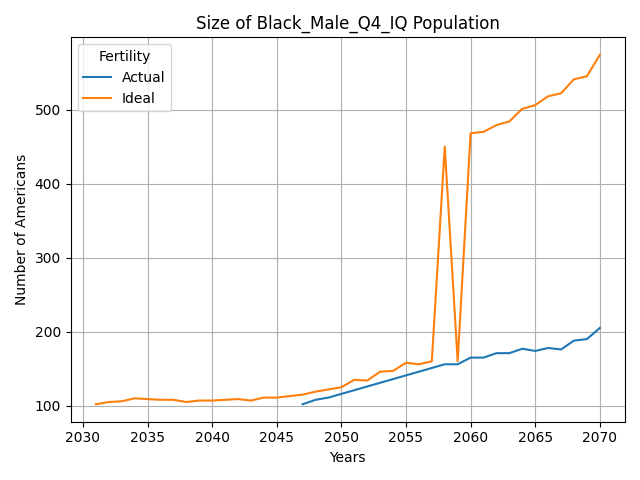 Size of Black_Male_Q4_IQ Population
Fertility
Actual
Ideal
Number of Americans
500
400
300
200
100
2030 2035 2040 2045 2050 2055 2060 2065 2070
Years